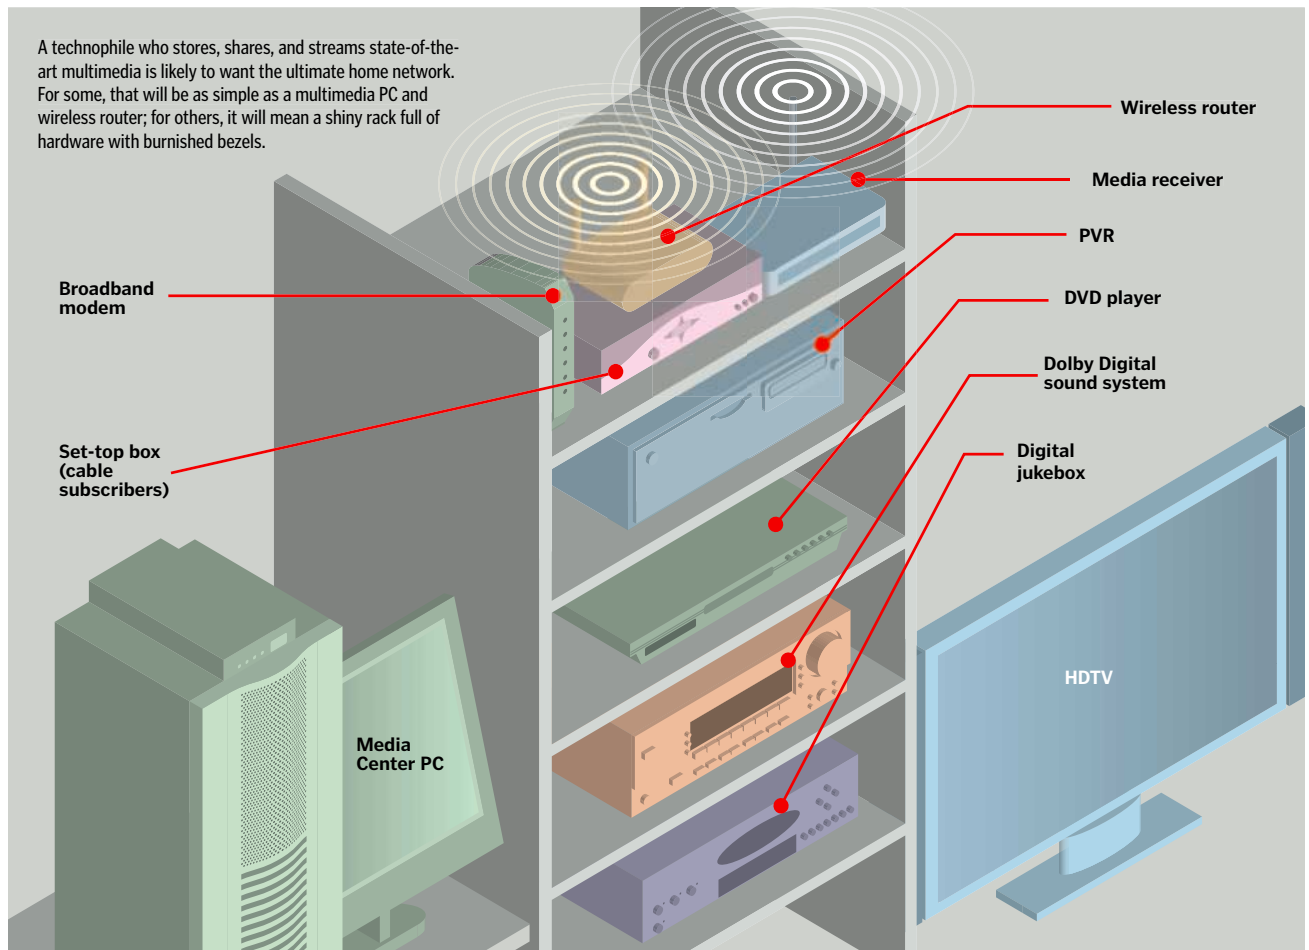 A technophile who stores, shares, and streams state-of-the-
art multimedia is likely to want the ultimate home network.
For some, that will be as simple as a multimedia PC and
wireless router; for others, it will mean a shiny rack full of
hardware with burnished bezels.
Wireless router
Media receiver
PVR
DVD player
Dolby Digital
sound system
Digital
jukebox
Broadband
modem
Set-top box
(cable
subscribers)
Media
Center PC
HDTV